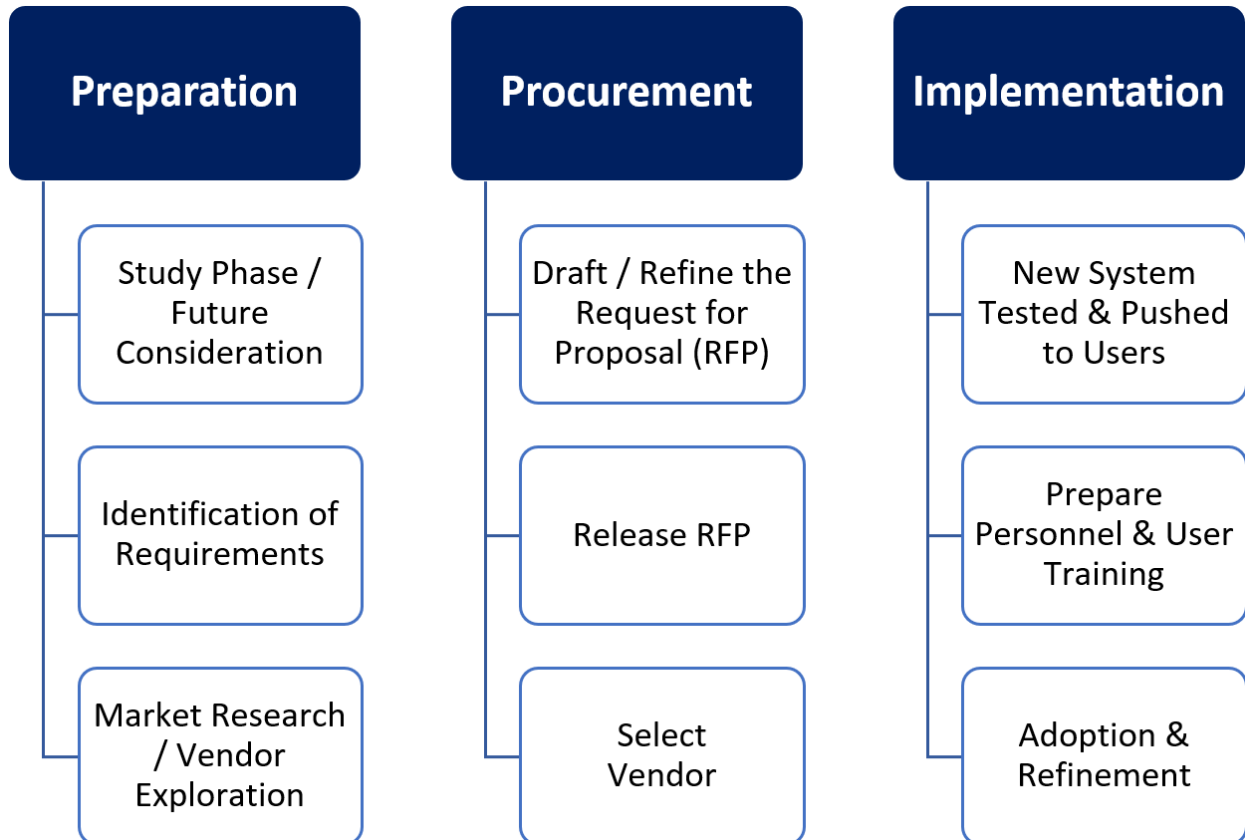 Preparation
Study Phase /
Future
Consideration
Identification of
Requirements
Market Research
/ Vendor
Exploration
Procurement
Draft / Refine the
Request for
Proposal (RFP)
Release RFP
Select
Vendor
Implementation
New System
Tested & Pushed
to Users
Prepare
Personnel & User
Training
Adoption &
Refinement